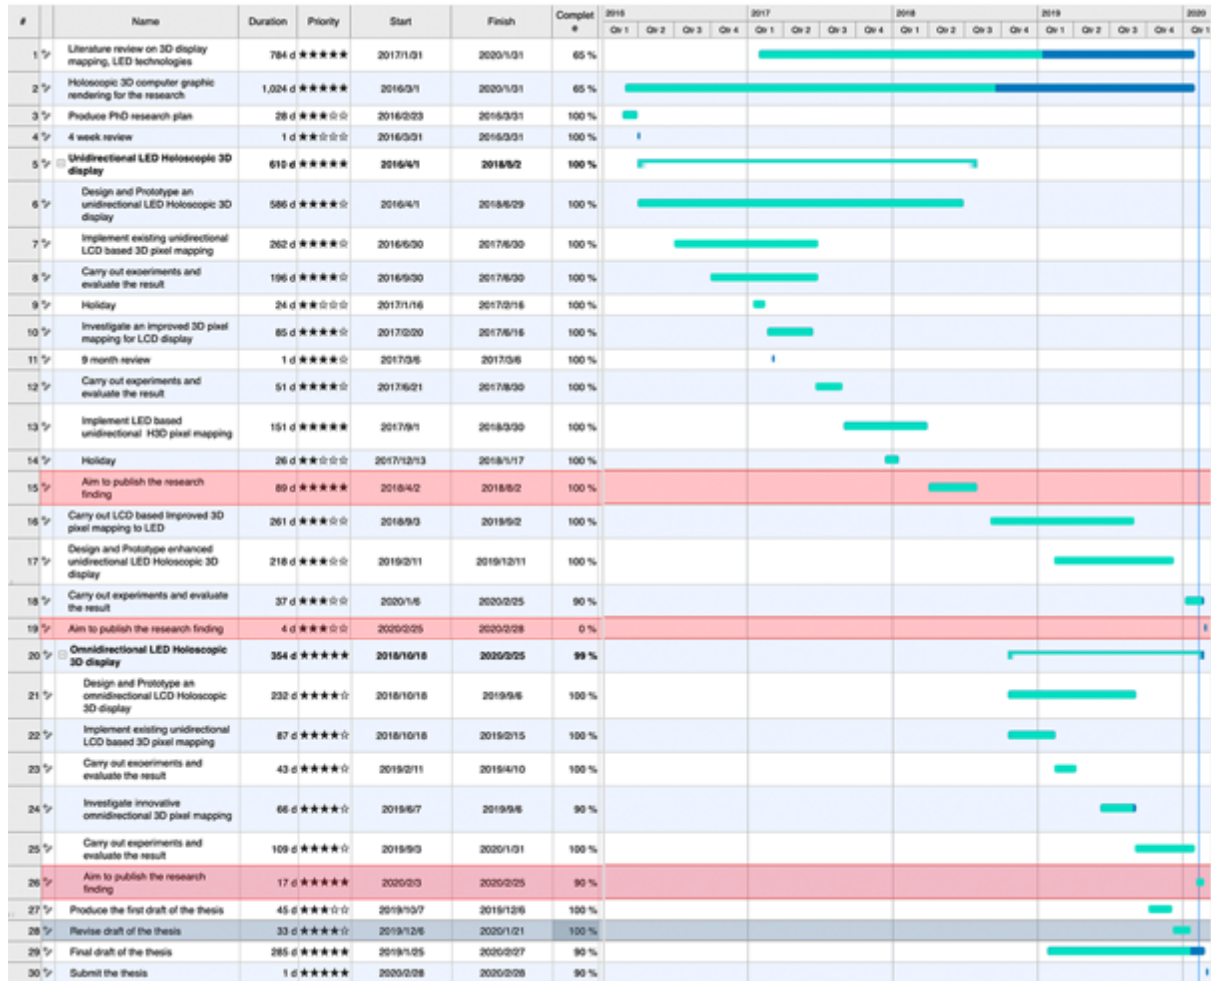 # Name Duration Priority Start Finish Complet 2016 2017 2018 2019 2020
e Qtr 1 Qtr 2 Qtr 3 Qtr 4 Qtr 1 Qtr 2 Qtr 3 Qtr 4 Qtr 1 Qtr 2 Qtr 3 Qtr 4 Qtr 1 Qtr 2 Qtr 3 Qtr 4 Qtr 1
1 Literature review on 3D display
mapping, LED technologies 784 d ★★★★★ 2017/1/31 2020/1/31 65 %
2 Holoscopic 3D computer graphic
rendering for the research 1,024 d ★★★★★ 2016/3/1 2020/1/31 65 %
3 Produce PhD research plan 28 d ★★★☆☆ 2016/2/23 2016/3/31 100 %
4 4 week review 1 d ★★☆☆☆ 2016/3/31 2016/3/31 100 %
5 Unidirectional LED Holoscopic 3D
display 610 d ★★★★★ 2016/4/1 2018/8/2 100 %
6 Design and Prototype an
unidirectional LED Holoscopic 3D
display 586 d ★★★★☆ 2016/4/1 2018/6/29 100 %
7 Implement existing unidirectional
LCD based 3D pixel mapping 262 d ★★★★☆ 2016/6/30 2017/6/30 100 %
8 Carry out exoeriments and
evaluate the result 196 d ★★★★☆ 2016/9/30 2017/6/30 100 %
9 Holiday 24 d ★★☆☆☆ 2017/1/16 2017/2/16 100 %
10 Investigate an improved 3D pixel
mapping for LCD display 85 d ★★★★☆ 2017/2/20 2017/6/16 100 %
11 9 month review 1 d ★★★★☆ 2017/3/6 2017/3/6 100 %
12 Carry out experiments and
evaluate the result 51 d ★★★★☆ 2017/6/21 2017/8/30 100 %
13 Implement LED based
unidirectional H3D pixel mapping 151 d ★★★★★ 2017/9/1 2018/3/30 100 %
14 Holiday 26 d ★★☆☆☆ 2017/12/13 2018/1/17 100 %
15 Aim to publish the research
finding 89 d ★★★★★ 2018/4/2 2018/8/2 100 %
16 Carry out LCD based Improved 3D
pixel mapping to LED 261 d ★★★☆☆ 2018/9/3 2019/9/2 100 %
17 Design and Prototype enhanced
unidirectional LED Holoscopic 3D
display 218 d ★★★☆☆ 2019/2/11 2019/12/11 100 %
18 Carry out experiments and evaluate
the result 37 d ★★★☆☆ 2020/1/6 2020/2/25 90 %
19 Aim to publish the research finding 4 d ★★★☆☆ 2020/2/25 2020/2/28 0 %
20 Omnidirectional LED Holoscopic
3D display 354 d ★★★★★ 2018/10/18 2020/2/25 99 %
21 Design and Prototype an
omnidirectional LCD Holoscopic
3D display 232 d ★★★★☆ 2018/10/18 2019/9/6 100 %
22 Implement existing unidirectional
LCD based 3D pixel mapping 87 d ★★★★☆ 2018/10/18 2019/2/15 100 %
23 Carry out exoeriments and
evaluate the result 43 d ★★★★☆ 2019/2/11 2019/4/10 100 %
24 Investigate innovative
omnidirectional 3D pixel mapping 66 d ★★★★☆ 2019/6/7 2019/9/6 90 %
25 Carry out experiments and
evaluate the result 109 d ★★★★☆ 2019/9/3 2020/1/31 100 %
26 Aim to publish the research
finding 17 d ★★★★★ 2020/2/3 2020/2/25 90 %
27 Produce the first draft of the thesis 45 d ★★★☆☆ 2019/10/7 2019/12/6 100 %
28 Revise draft of the thesis 33 d ★★★★☆ 2019/12/6 2020/1/21 100 %
29 Final draft of the thesis 285 d ★★★★★ 2019/1/25 2020/2/27 90 %
30 Submit the thesis 1 d ★★★★★ 2020/2/28 2020/2/28 90 %